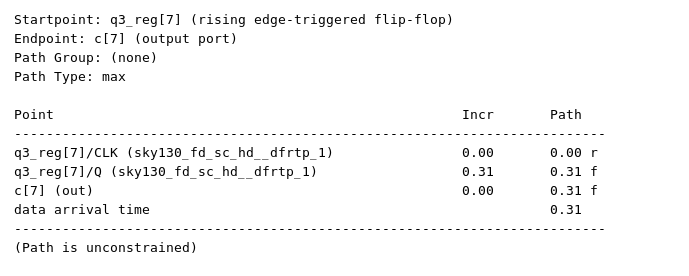 Startpoint: q3_reg[7] (rising edge-triggered flip-flop)
Endpoint: c[7] (output port)
Path Group: (none)
Path Type: max
Point Incr Path
---------------------------------------------------------------------------
q3_reg[7]/CLK (sky130_fd_sc_hd__dfrtp_1) 0.00 0.00 r
q3_reg[7]/Q (sky130_fd_sc_hd__dfrtp_1) 0.31 0.31 f
c[7] (out) 0.00 0.31 f
data arrival time 0.31
---------------------------------------------------------------------------
(Path is unconstrained)